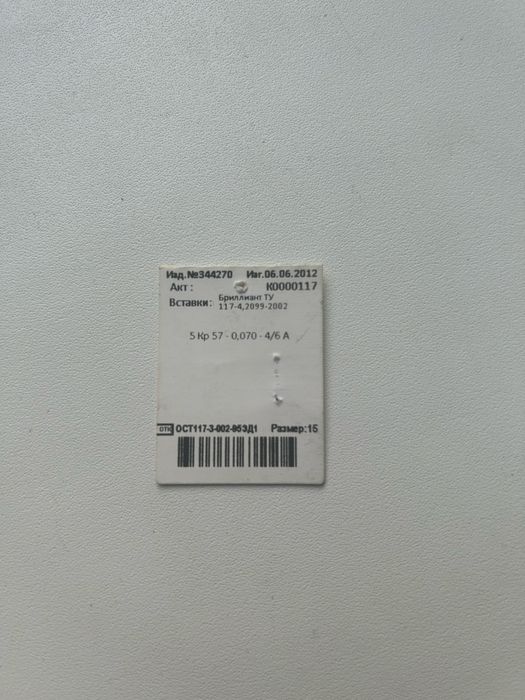 Изд.№344270 Изг.06.06.2012
Акт : К0000117
Вставки: Бриллиант ТУ
117-4,2099-2002
5 Кр 57 - 0,070 - 4/6 А
ОТК ОСТ117-3-002-95ЭД1 Размер:15